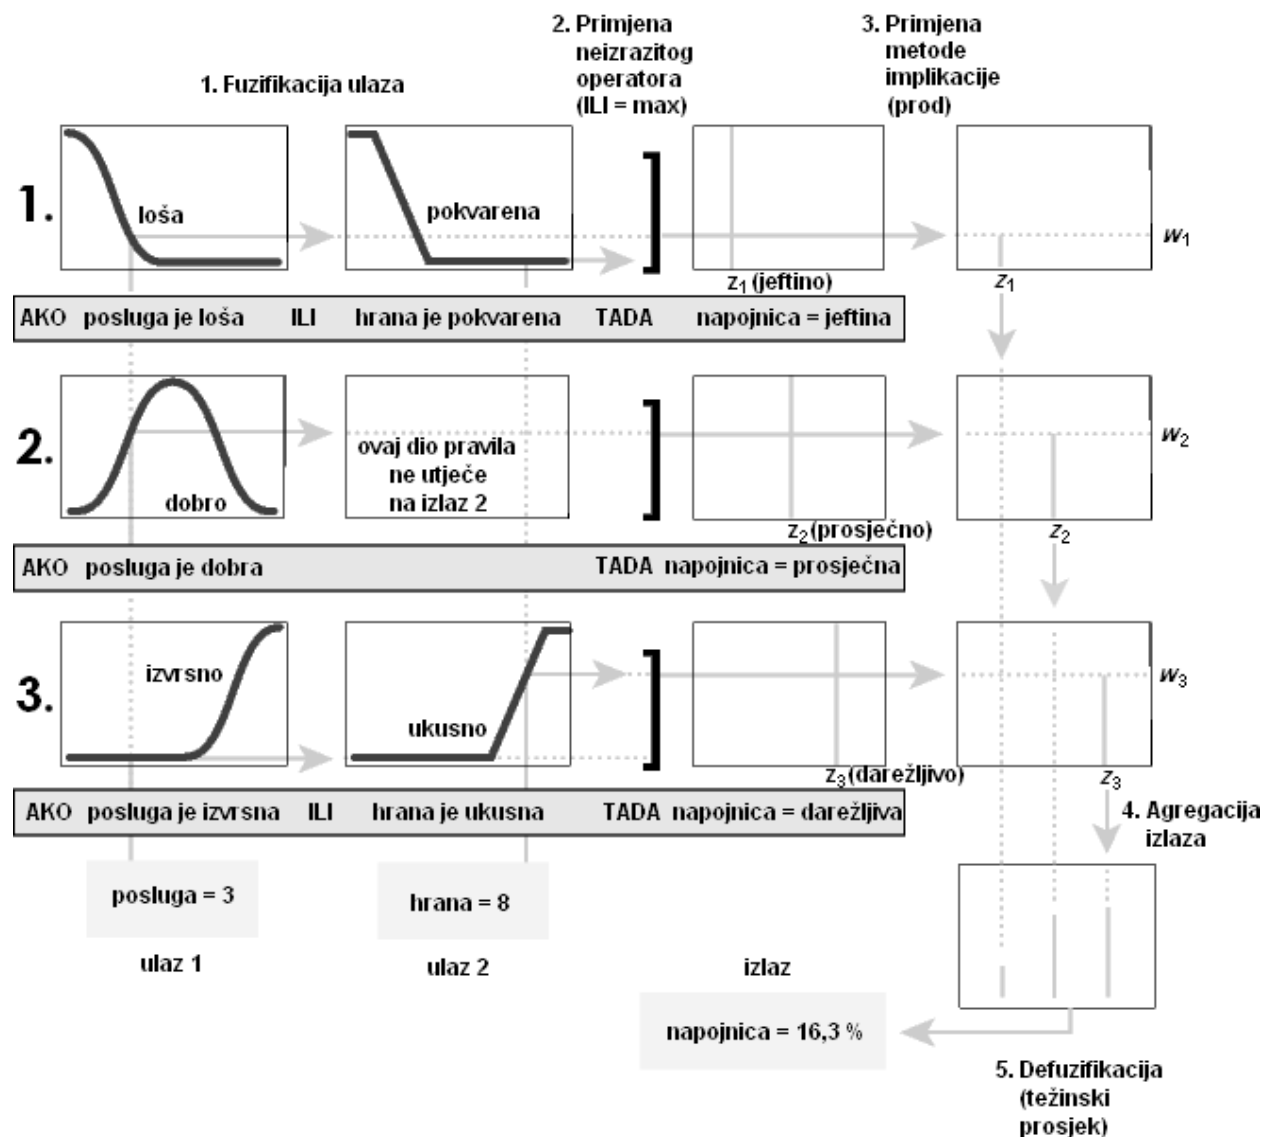 1. Fuzifikacija ulaza
2. Primjena
neizrazitog
operatora
(ILI = max)
3. Primjena
metode
implikacije
(prod)
1.
loša
pokvarena
z1 (jeftino)
w1
z1
AKO posluga je loša ILI hrana je pokvarena TADA napojnica = jeftina
2.
dobro
ovaj dio pravila
ne utječe
na izlaz 2
z2 (prosječno)
w2
z2
AKO posluga je dobra TADA napojnica = prosječna
3.
izvrsno
ukusno
z3 (darežljivo)
w3
z3
AKO posluga je izvrsna ILI hrana je ukusna TADA napojnica = darežljiva
4. Agregacija
izlaza
posluga = 3
hrana = 8
ulaz 1
ulaz 2
izlaz
napojnica = 16,3 %
5. Defuzifikacija
(težinski
prosjek)